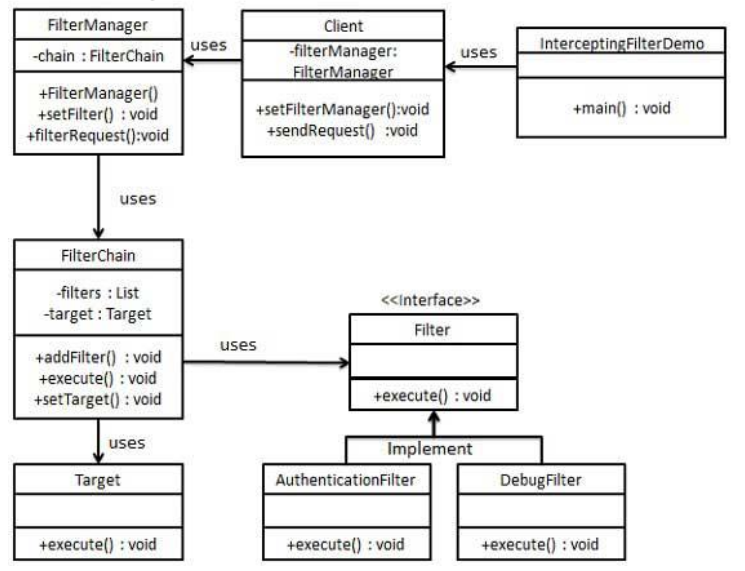 FilterManager
-chain : FilterChain
+FilterManager()
+setFilter() : void
+filterRequest():void
uses
Client
-filterManager:
FilterManager
+setFilterManager():void
+sendRequest() :void
uses
InterceptingFilterDemo
+main() : void
uses
FilterChain
-filters : List
-target : Target
+addFilter() : void
+execute() : void
+setTarget() : void
uses
<<Interface>>
Filter
+execute() : void
uses
Implement
Target
+execute() : void
AuthenticationFilter
+execute() : void
DebugFilter
+execute() : void